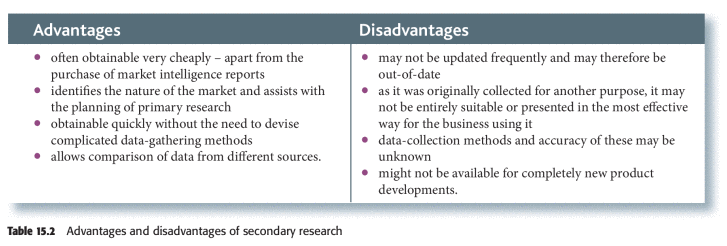 Advantages
Disadvantages
• often obtainable very cheaply – apart from the
purchase of market intelligence reports
• identifies the nature of the market and assists with
the planning of primary research
• obtainable quickly without the need to devise
complicated data-gathering methods
• allows comparison of data from different sources.
• may not be updated frequently and may therefore be
out-of-date
• as it was originally collected for another purpose, it may
not be entirely suitable or presented in the most effective
way for the business using it
• data-collection methods and accuracy of these may be
unknown
• might not be available for completely new product
developments.
Table 15.2 Advantages and disadvantages of secondary research